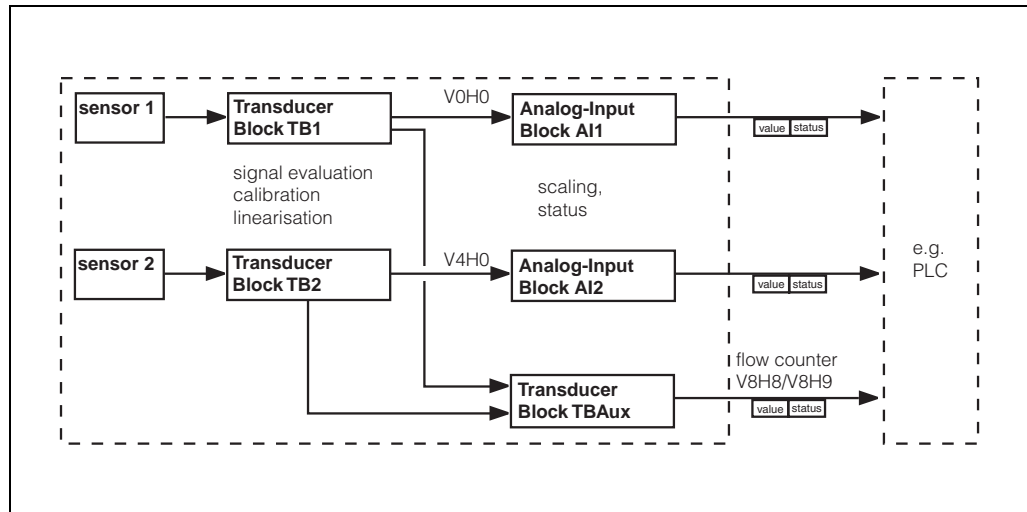 sensor 1
Transducer
Block TB1
V0H0
Analog-Input
Block AI1
value status
signal evaluation
calibration
linearisation
scaling,
status
sensor 2
Transducer
Block TB2
V4H0
Analog-Input
Block AI2
value status
e.g.
PLC
Transducer
Block TBAux
flow counter
V8H8/V8H9
value status